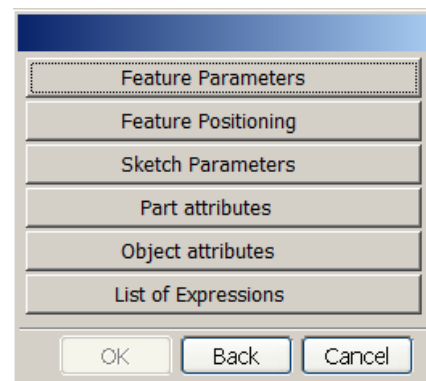 Feature Parameters
Feature Positioning
Sketch Parameters
Part attributes
Object attributes
List of Expressions
OK Back Cancel